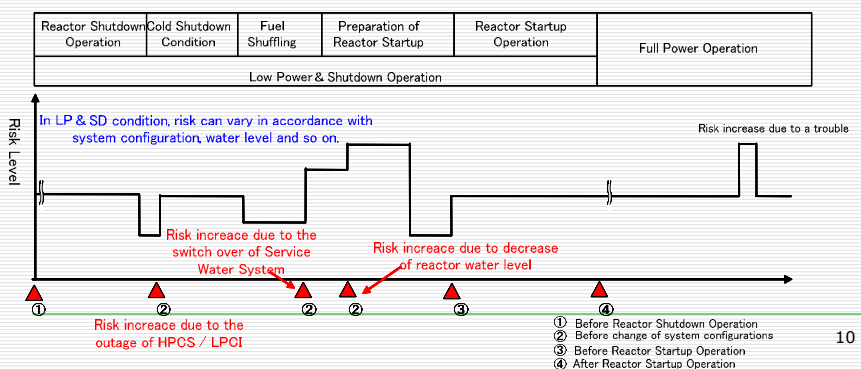 Reactor Shutdown
Operation
Cold Shutdown
Condition
Fuel
Shuffling
Preparation of
Reactor Startup
Reactor Startup
Operation
Full Power Operation
Low Power & Shutdown Operation
In LP & SD condition, risk can vary in accordance with
system configuration, water level and so on.
Risk increase due to a trouble
Risk Level
Risk increase due to the
switch over of Service
Water System
Risk increace due to decrease
of reactor water level
① ② ② ② ③ ④
Risk increace due to the
outage of HPCS / LPCI
① Before Reactor Shutdown Operation
② Before change of system configurations
③ Before Reactor Startup Operation
④ After Reactor Startup Operation
10